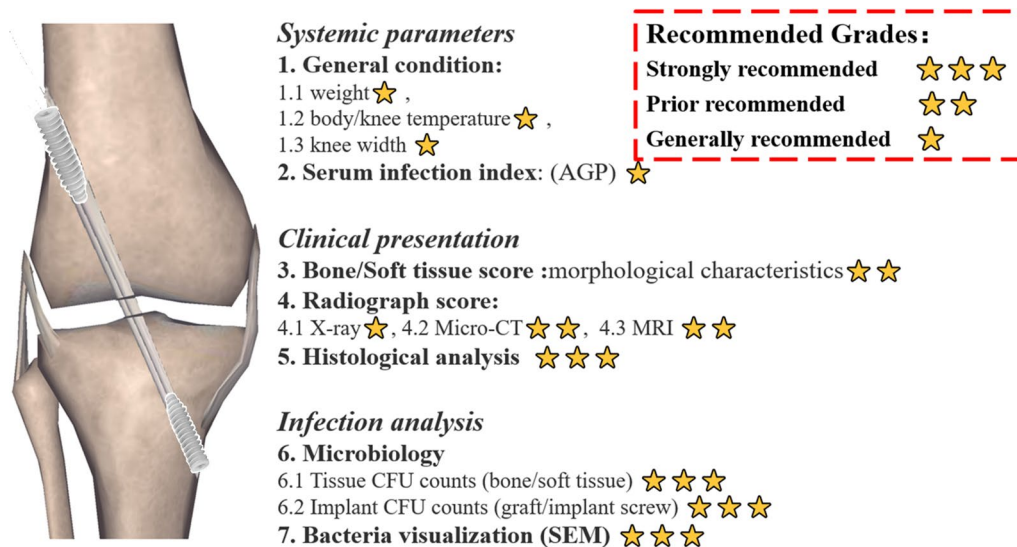 Systemic parameters
1. General condition:
1.1 weight ,
1.2 body/knee temperature ,
1.3 knee width
2. Serum infection index: (AGP)
Recommended Grades:
Strongly recommended
Prior recommended
Generally recommended
Clinical presentation
3. Bone/Soft tissue score :morphological characteristics
4. Radiograph score:
4.1 X-ray , 4.2 Micro-CT , 4.3 MRI
5. Histological analysis
Infection analysis
6. Microbiology
6.1 Tissue CFU counts (bone/soft tissue)
6.2 Implant CFU counts (graft/implant screw)
7. Bacteria visualization (SEM)